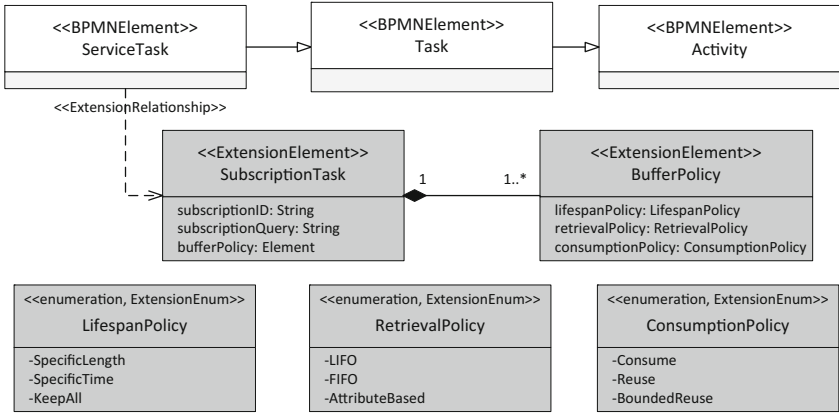 <<BPMNElement>>
ServiceTask
<<BPMNElement>>
Task
<<BPMNElement>>
Activity
<<ExtensionRelationship>>
<<ExtensionElement>>
SubscriptionTask
subscriptionID: String
subscriptionQuery: String
bufferPolicy: Element
1
1..*
<<ExtensionElement>>
BufferPolicy
lifespanPolicy: LifespanPolicy
retrievalPolicy: RetrievalPolicy
consumptionPolicy: ConsumptionPolicy
<<enumeration, ExtensionEnum>>
LifespanPolicy
-SpecificLength
-SpecificTime
-KeepAll
<<enumeration, ExtensionEnum>>
RetrievalPolicy
-LIFO
-FIFO
-AttributeBased
<<enumeration, ExtensionEnum>>
ConsumptionPolicy
-Consume
-Reuse
-BoundedReuse